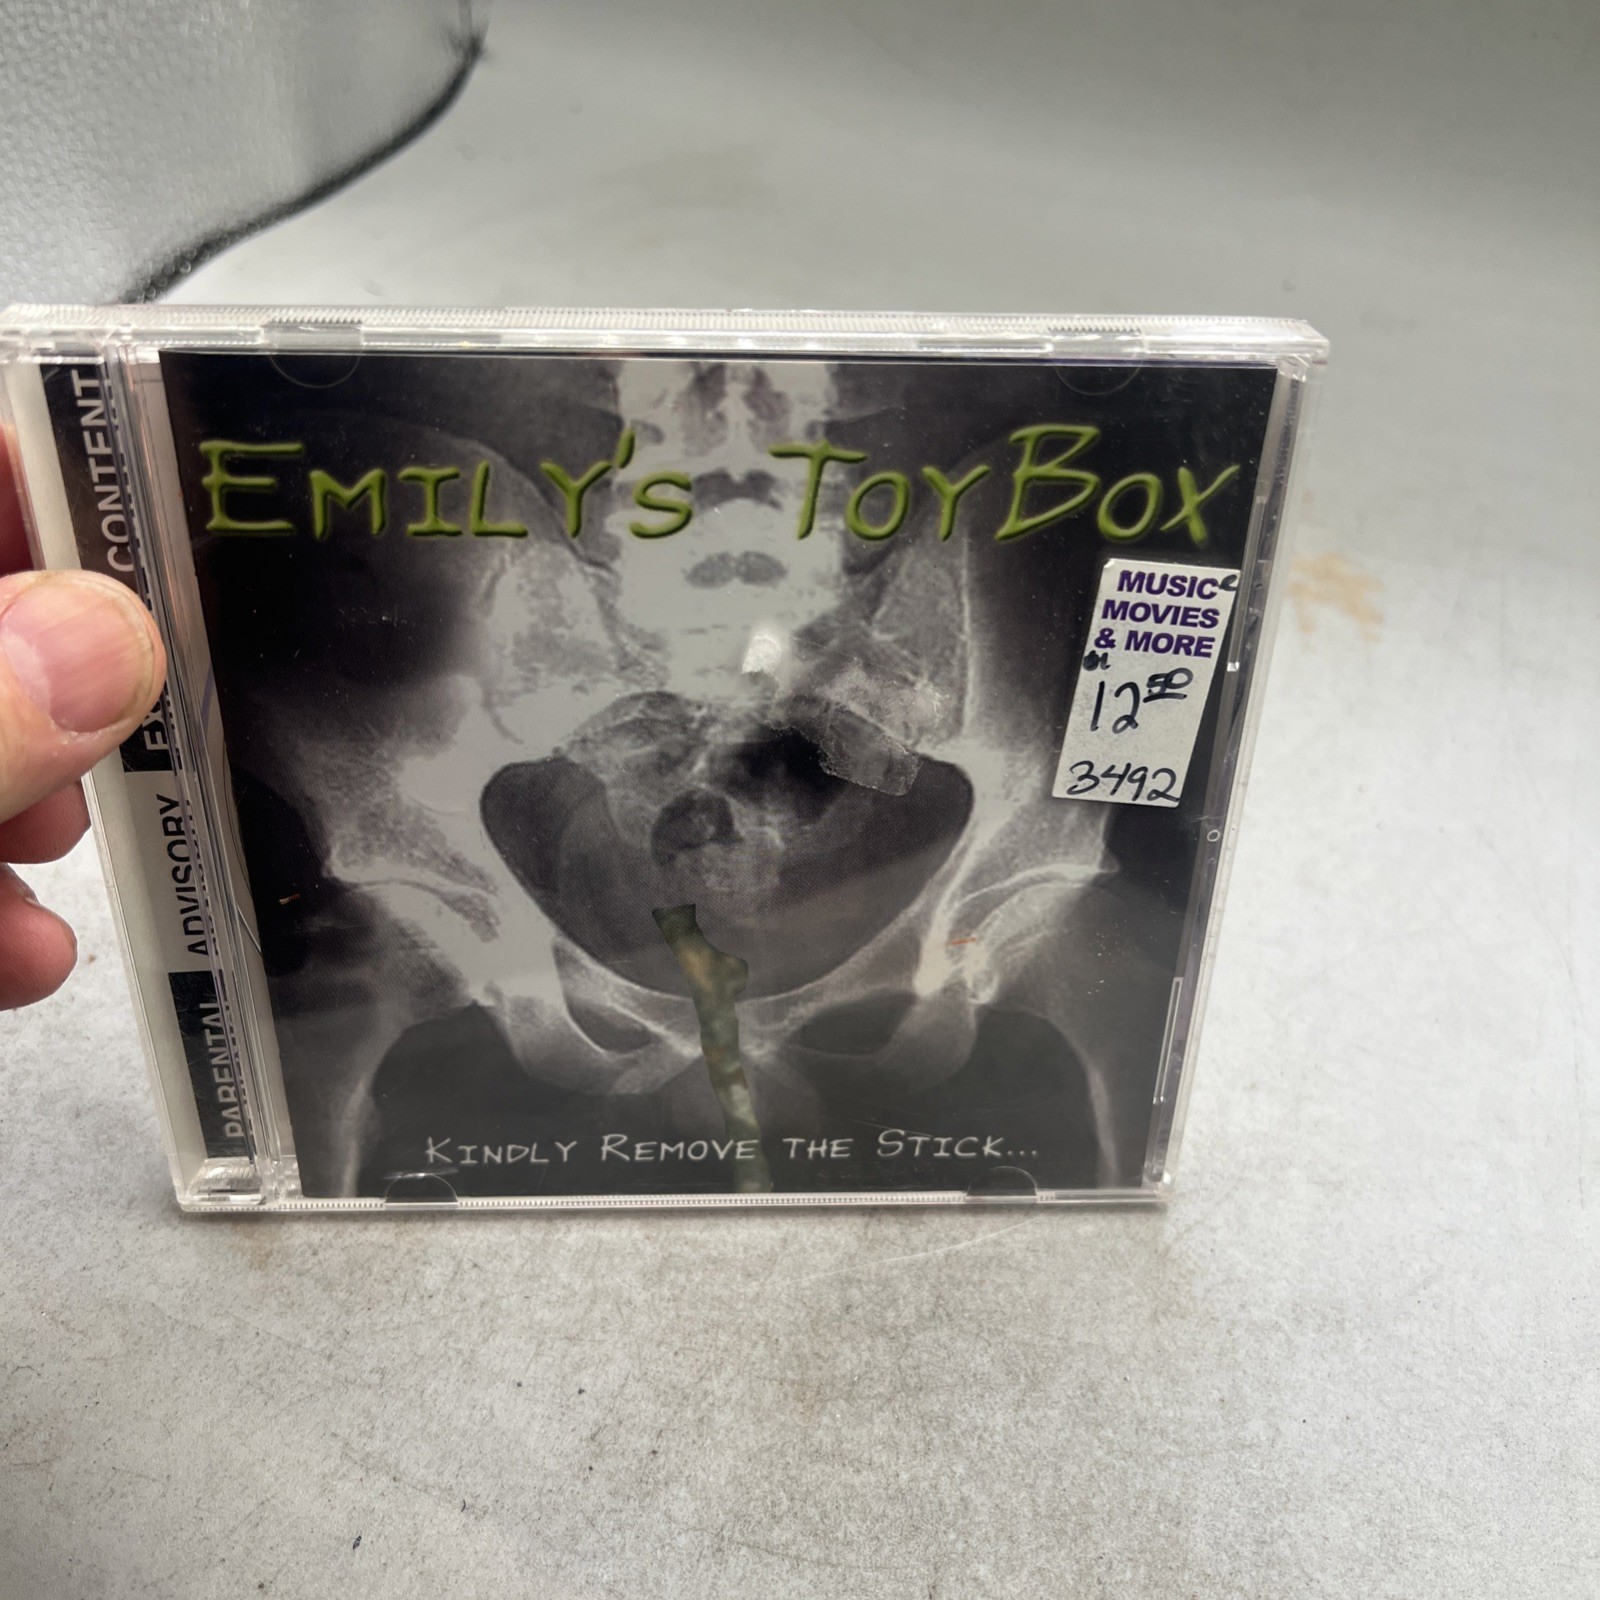 EMILY'S TOYBOX
MUSIC
MOVIES
& MORE
12.50
3492
KINDLY REMOVE THE STICK...
PARENTAL ADVISORY
CONTENT